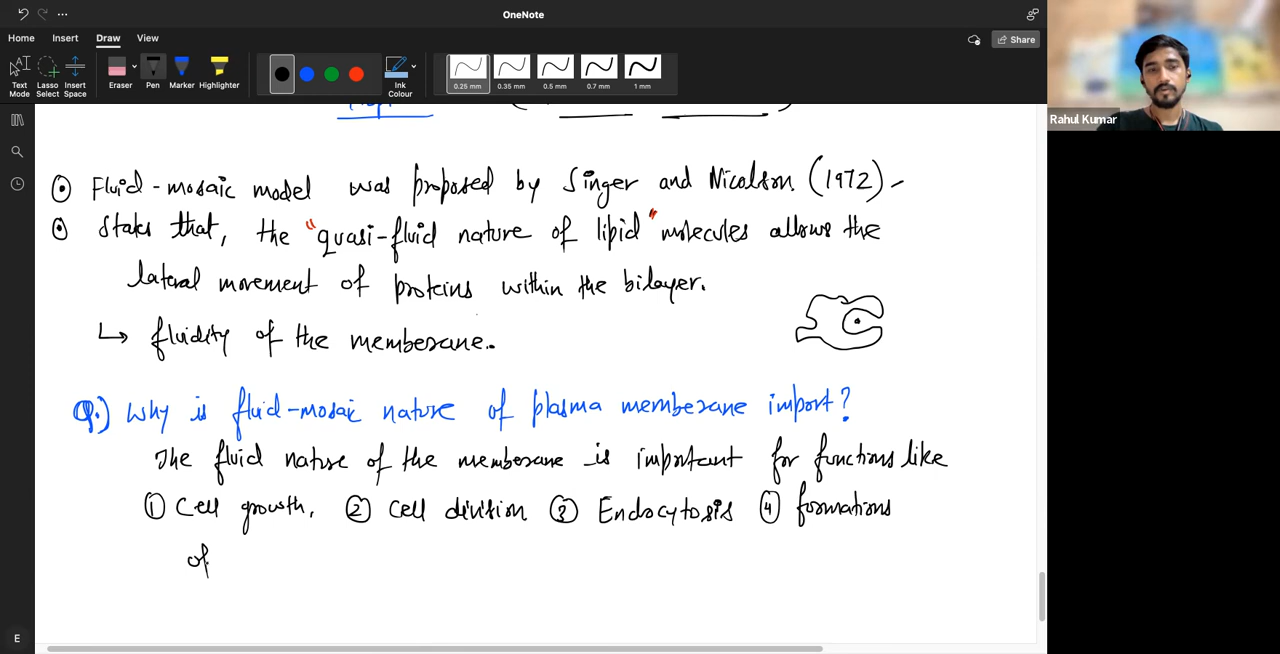 OneNote
Home Insert Draw View
Share
Text Mode Lasso Select Insert Space Eraser Pen Marker Highlighter Ink Colour 0.25 mm 0.35 mm 0.5 mm 0.7 mm 1 mm
Rahul Kumar
⊙ Fluid-mosaic model was proposed by Singer and Nicolson (1972) -
⊙ States that, the "quasi-fluid nature of lipid" molecules allows the
lateral movement of proteins within the bilayer.
↳ fluidity of the memberane.
Q.) Why is fluid-mosaic nature of plasma memberane import?
The fluid nature of the memberane is important for functions like
① Cell growth, ② Cell division ③ Endocytosis ④ formations
of
E